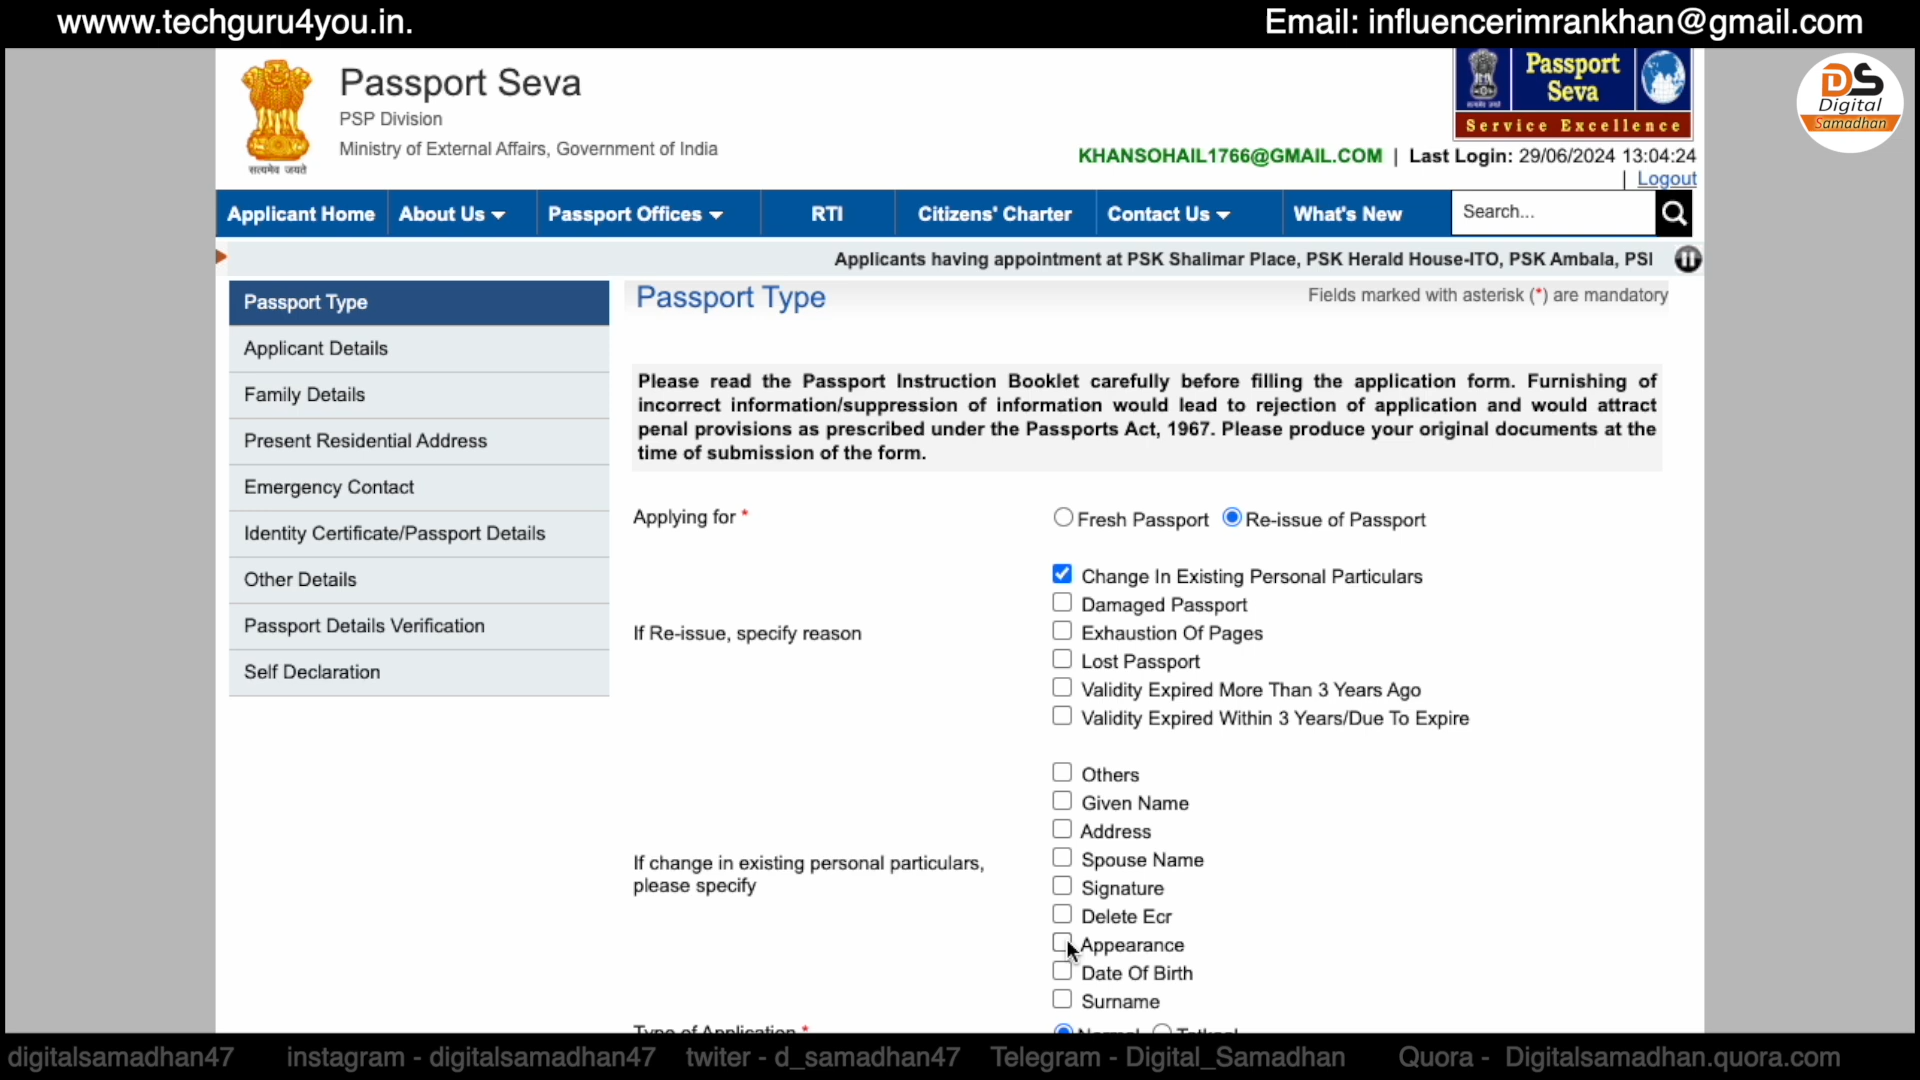 wwww.techguru4you.in.
Email: influencerimrankhan@gmail.com
सत्यमेव जयते
Passport Seva
PSP Division
Ministry of External Affairs, Government of India
Passport
Seva
Service Excellence
DS
Digital
Samadhan
KHANSOHAIL1766@GMAIL.COM | Last Login: 29/06/2024 13:04:24
| Logout
Applicant Home About Us Passport Offices RTI Citizens' Charter Contact Us What's New Search...
Applicants having appointment at PSK Shalimar Place, PSK Herald House-ITO, PSK Ambala, PSI
Passport Type
Applicant Details
Family Details
Present Residential Address
Emergency Contact
Identity Certificate/Passport Details
Other Details
Passport Details Verification
Self Declaration
Passport Type
Fields marked with asterisk (*) are mandatory
Please read the Passport Instruction Booklet carefully before filling the application form. Furnishing of
incorrect information/suppression of information would lead to rejection of application and would attract
penal provisions as prescribed under the Passports Act, 1967. Please produce your original documents at the
time of submission of the form.
Applying for *
Fresh Passport Re-issue of Passport
If Re-issue, specify reason
Change In Existing Personal Particulars
Damaged Passport
Exhaustion Of Pages
Lost Passport
Validity Expired More Than 3 Years Ago
Validity Expired Within 3 Years/Due To Expire
If change in existing personal particulars,
please specify
Others
Given Name
Address
Spouse Name
Signature
Delete Ecr
Appearance
Date Of Birth
Surname
Type of Application *
Normal Tatkaal
digitalsamadhan47 instagram - digitalsamadhan47 twiter - d_samadhan47 Telegram - Digital_Samadhan Quora - Digitalsamadhan.quora.com